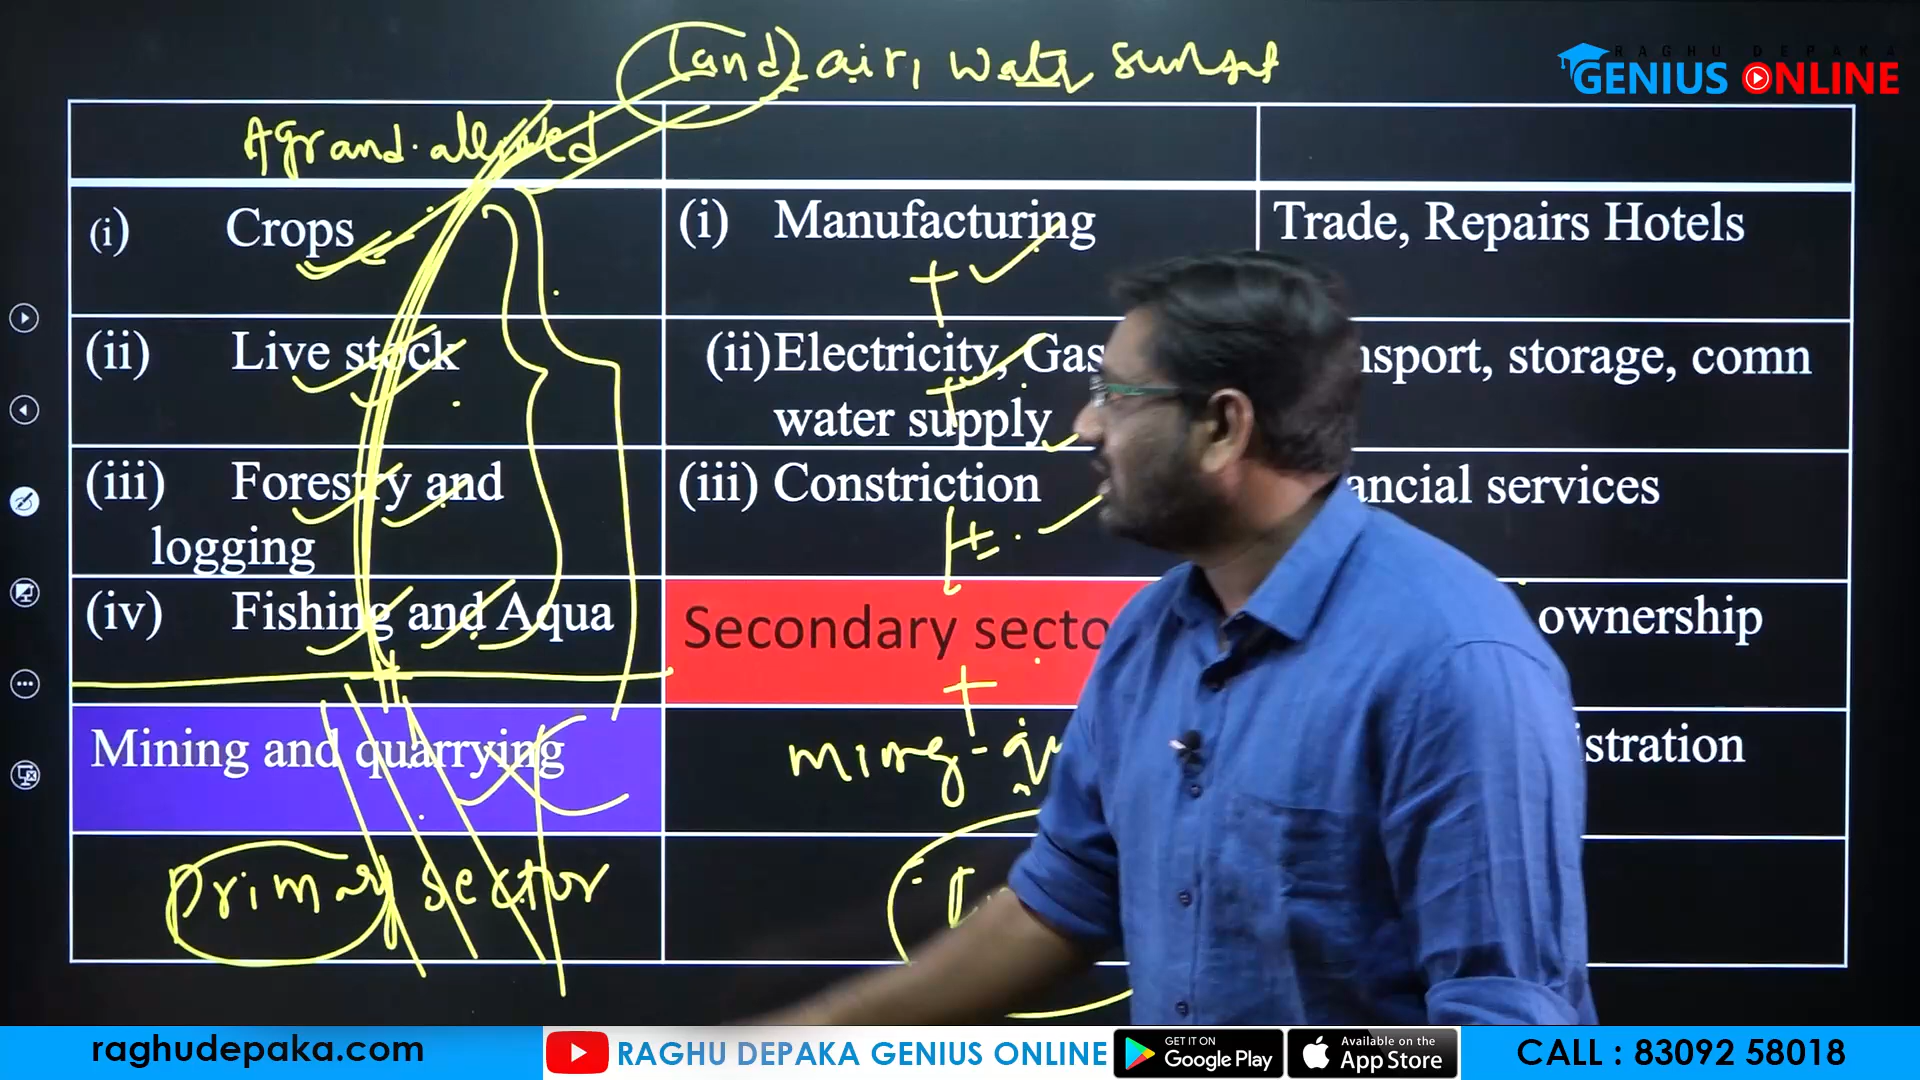 land, air, water sunset
RAGHU DEPAKA
GENIUS ONLINE
Agr and allied
(i) Crops
(i) Manufacturing
Trade, Repairs Hotels
(ii) Live stock
(ii) Electricity, Gas
water supply
nsport, storage, comn
(iii) Forestry and
logging
(iii) Constriction
ancial services
(iv) Fishing and Aqua
Secondary secto
ownership
Mining and quarrying
istration
Primary sector
raghudepaka.com
RAGHU DEPAKA GENIUS ONLINE
GET IT ON
Google Play
Available on the
App Store
CALL : 83092 58018